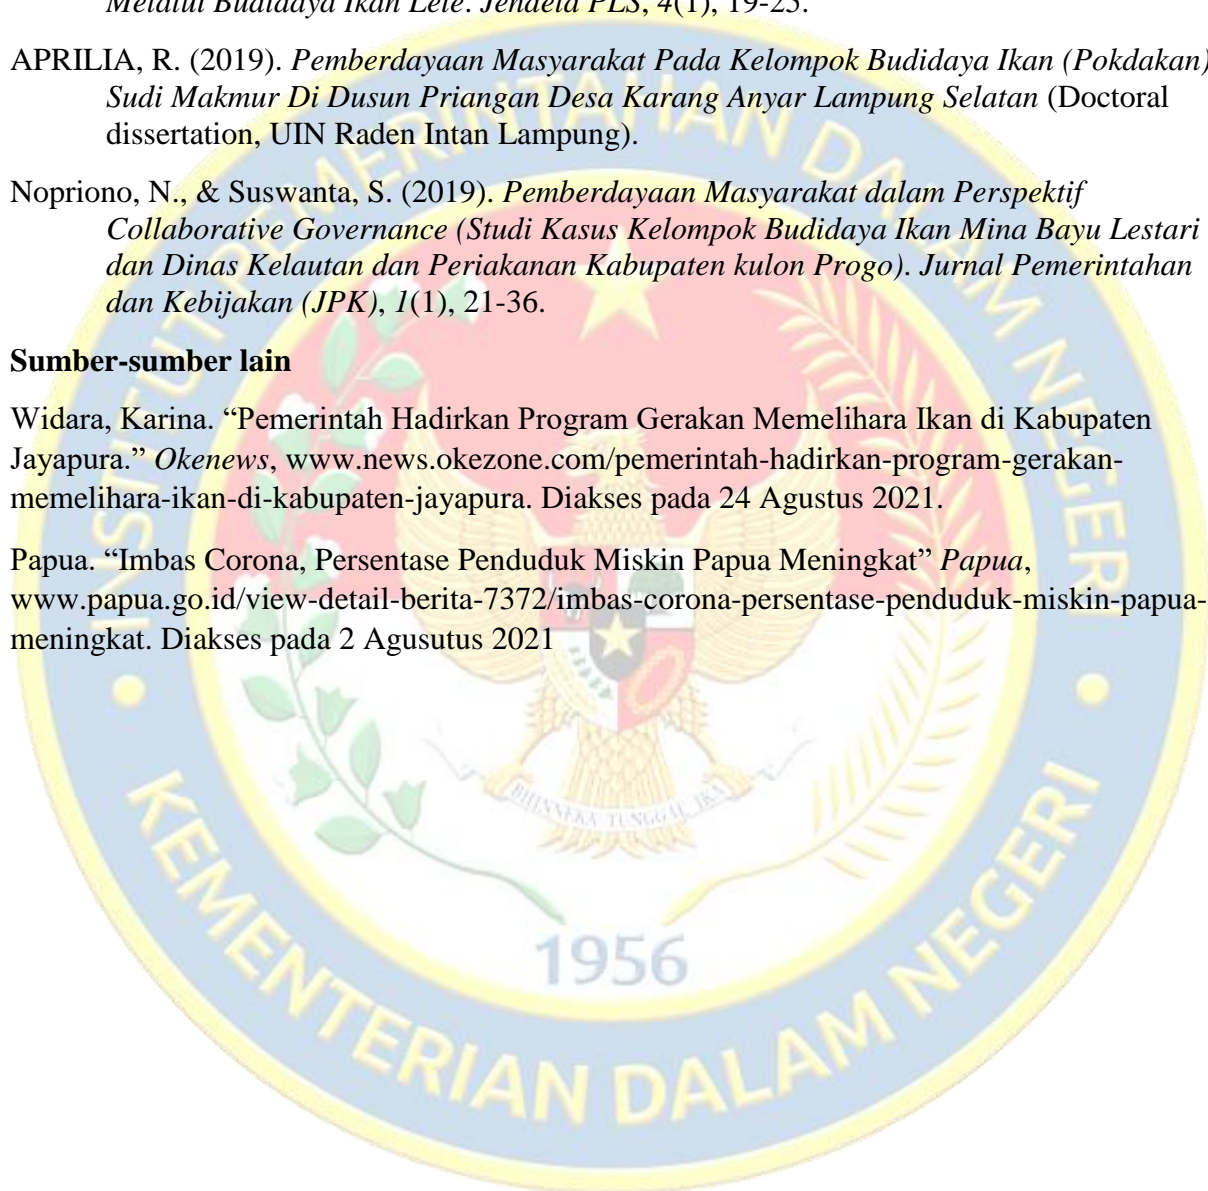 Melalui Budidaya Ikan Lele. Jendela PLS, 4(1), 19-25.
APRILIA, R. (2019). Pemberdayaan Masyarakat Pada Kelompok Budidaya Ikan (Pokdakan)
Sudi Makmur Di Dusun Priangan Desa Karang Anyar Lampung Selatan (Doctoral
dissertation, UIN Raden Intan Lampung).
Nopriono, N., & Suswanta, S. (2019). Pemberdayaan Masyarakat dalam Perspektif
Collaborative Governance (Studi Kasus Kelompok Budidaya Ikan Mina Bayu Lestari
dan Dinas Kelautan dan Periakanan Kabupaten kulon Progo). Jurnal Pemerintahan
dan Kebijakan (JPK), 1(1), 21-36.
Sumber-sumber lain
Widara, Karina. “Pemerintah Hadirkan Program Gerakan Memelihara Ikan di Kabupaten
Jayapura.” Okenews, www.news.okezone.com/pemerintah-hadirkan-program-gerakan-
memelihara-ikan-di-kabupaten-jayapura. Diakses pada 24 Agustus 2021.
Papua. “Imbas Corona, Persentase Penduduk Miskin Papua Meningkat” Papua,
www.papua.go.id/view-detail-berita-7372/imbas-corona-persentase-penduduk-miskin-papua-
meningkat. Diakses pada 2 Agusutus 2021
INSTITUT PEMERINTAHAN DALAM NEGERI
BHINNEKA TUNGGAL IKA
1956
KEMENTERIAN DALAM NEGERI